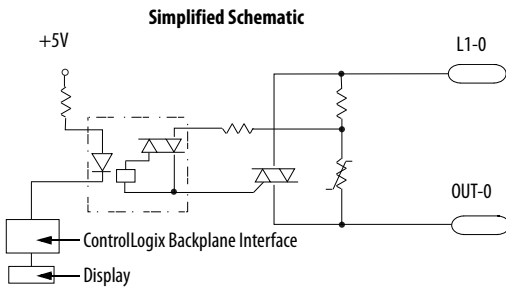 Simplified Schematic
+5V
L1-0
OUT-0
ControlLogix Backplane Interface
Display